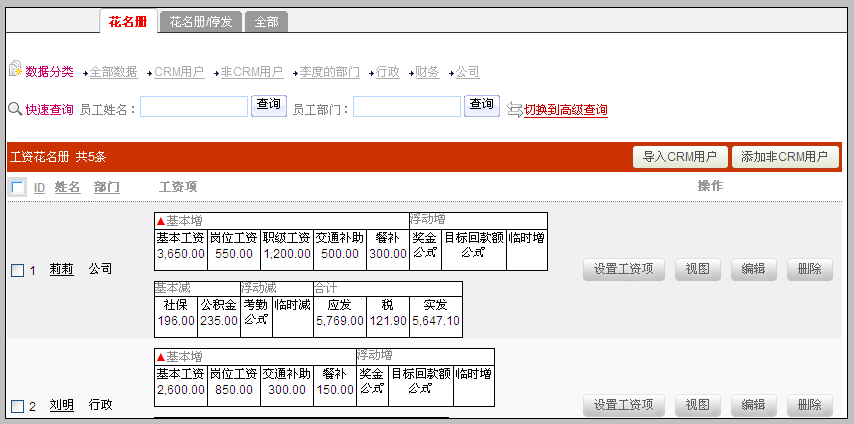 花名册 花名册/停发 全部
数据分类 全部数据 CRM用户 非CRM用户 李度的部门 行政 财务 公司
快速查询 员工姓名： 查询 员工部门： 查询 切换到高级查询
工资花名册 共5条 导入CRM用户 添加非CRM用户
ID 姓名 部门 工资项 操作
▲基本增 浮动增
基本工资 岗位工资 职级工资 交通补助 餐补 奖金 目标回款额 临时增
3,650.00 550.00 1,200.00 500.00 300.00 公式 公式
1 莉莉 公司 设置工资项 视图 编辑 删除
基本减 浮动减 合计
社保 公积金 考勤 临时减 应发 税 实发
196.00 235.00 公式 5,769.00 121.90 5,647.10
▲基本增 浮动增
基本工资 岗位工资 交通补助 餐补 奖金 目标回款额 临时增
2,600.00 850.00 300.00 150.00 公式 公式
2 刘明 行政 设置工资项 视图 编辑 删除